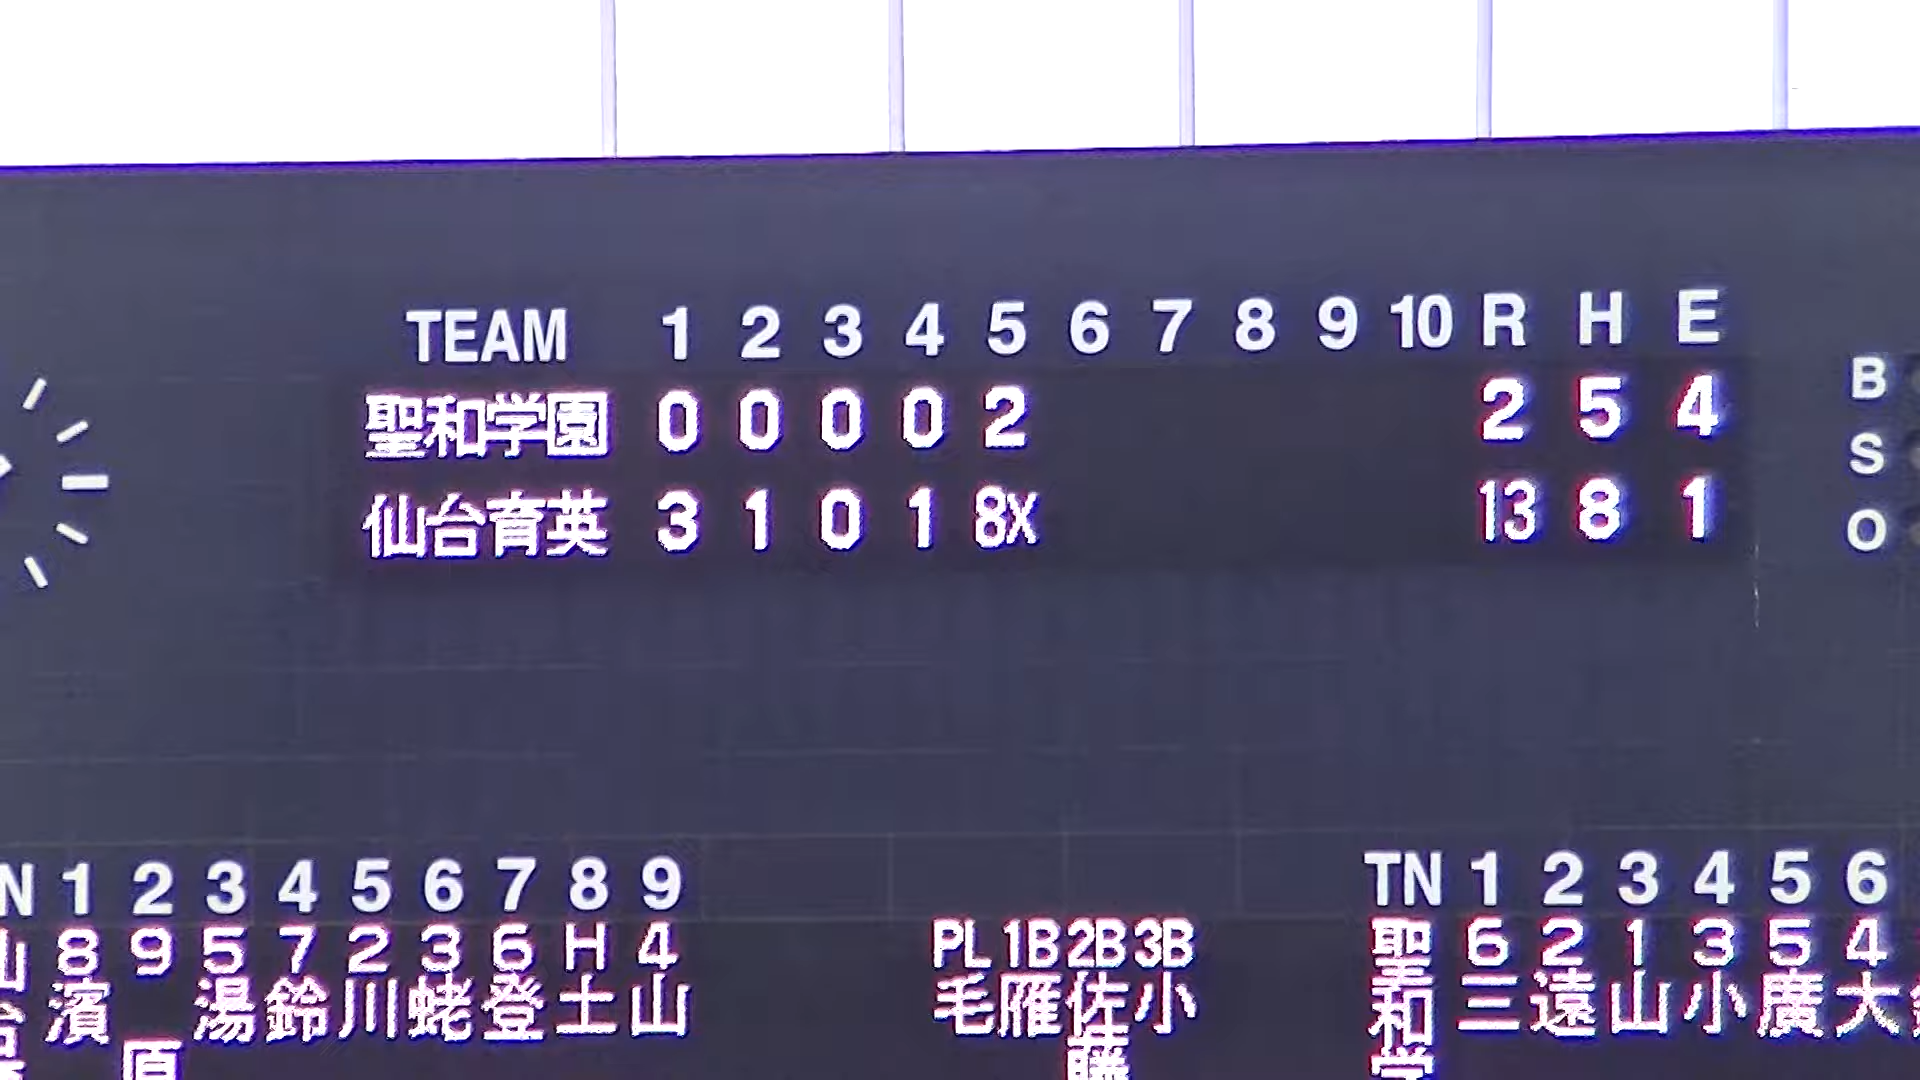 TEAM 1 2 3 4 5 6 7 8 9 10 R H E
聖和学園 0 0 0 0 2 2 5 4
仙台育英 3 1 0 1 8X 13 8 1
B
S
O
N 1 2 3 4 5 6 7 8 9
8 9 5 7 2 3 6 H 4
濱 湯 鈴 川 蛯 登 土 山
原
PL 1B 2B 3B
毛 雁 佐 小
藤
TN 1 2 3 4 5 6
聖 6 2 1 3 5 4
和 三 遠 山 小 廣 大
学